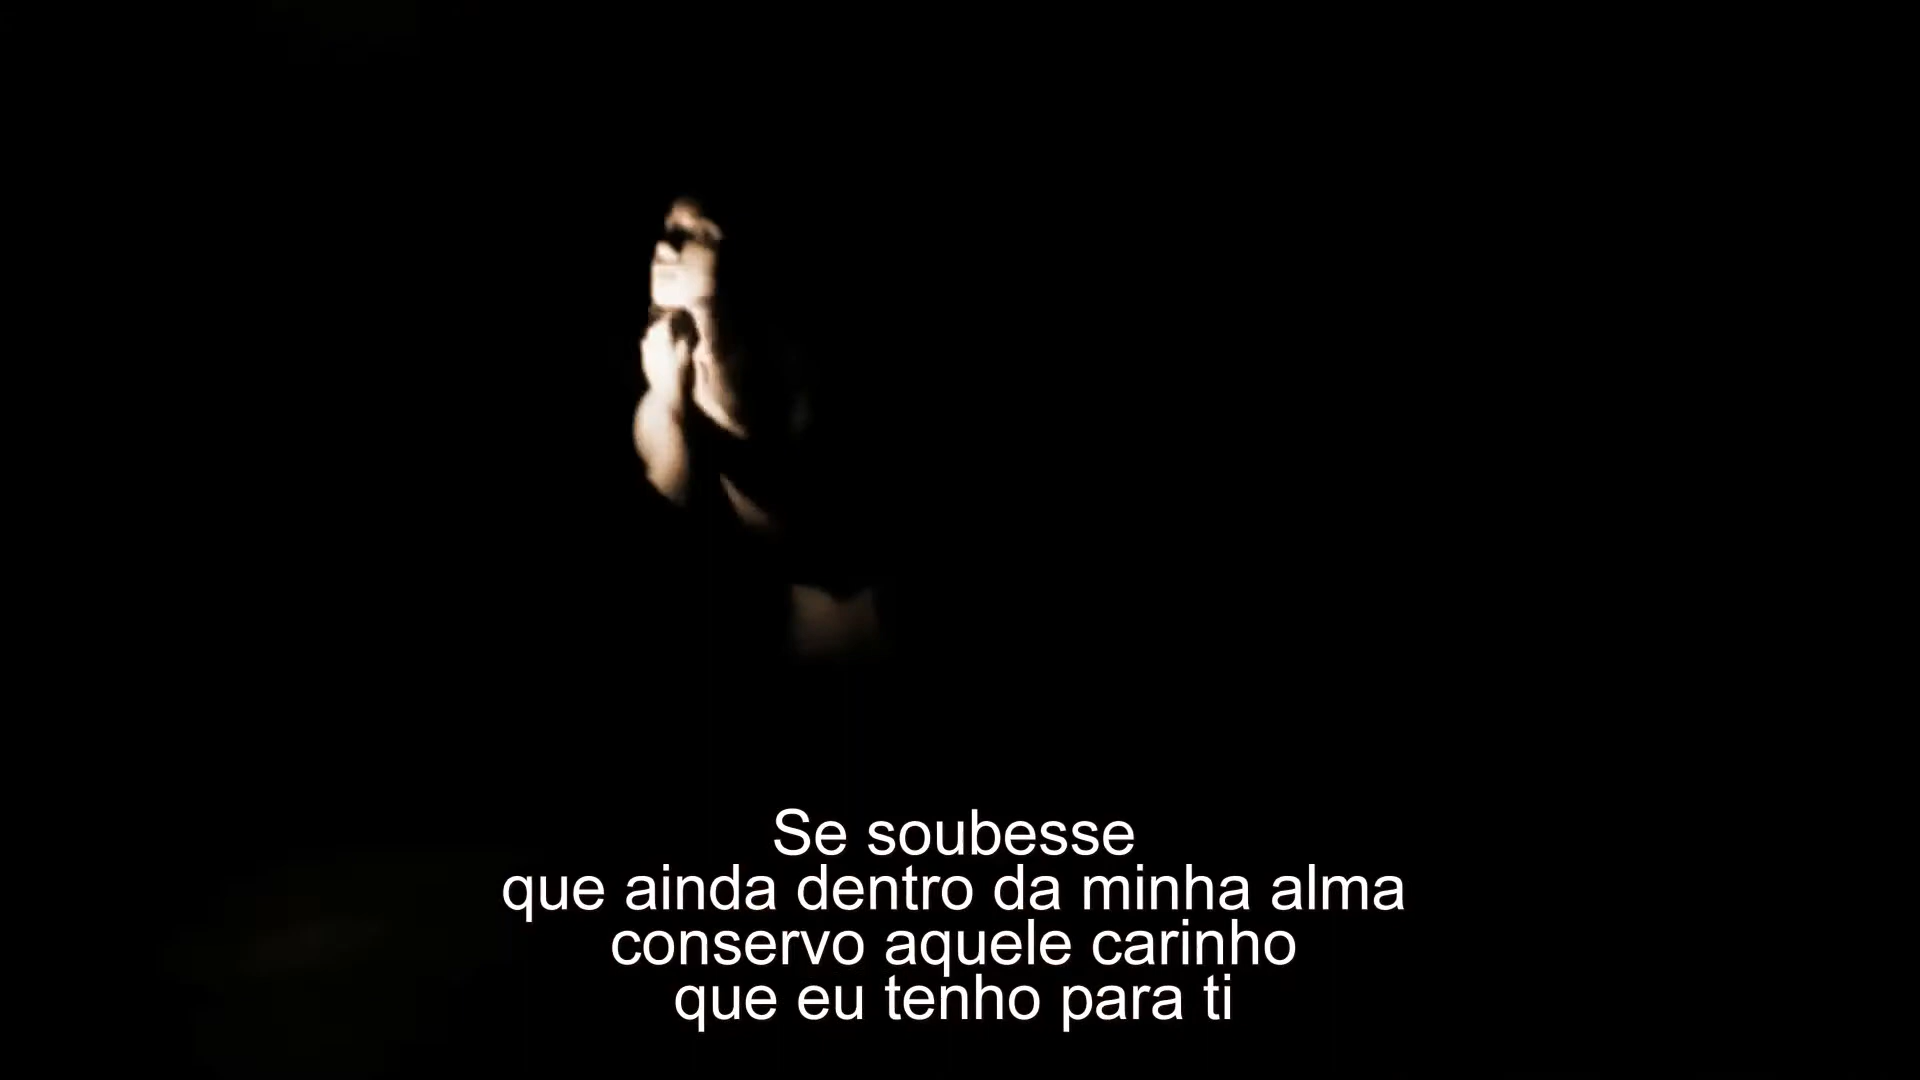 Se soubesse
que ainda dentro da minha alma
conservo aquele carinho
que eu tenho para ti